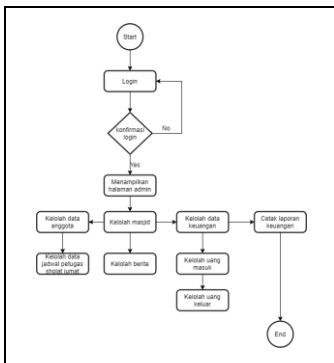 Start
Login
konfirmasi
login
No
Yes
Menampilkan
halaman admin
Kelolah data
anggota
Kelolah masjid
Kelolah data
keuangan
Cetak laporan
keuangan
Kelolah data
jadwal petugas
sholat jumat
Kelolah berita
Kelolah uang
masuk
Kelolah uang
keluar
End